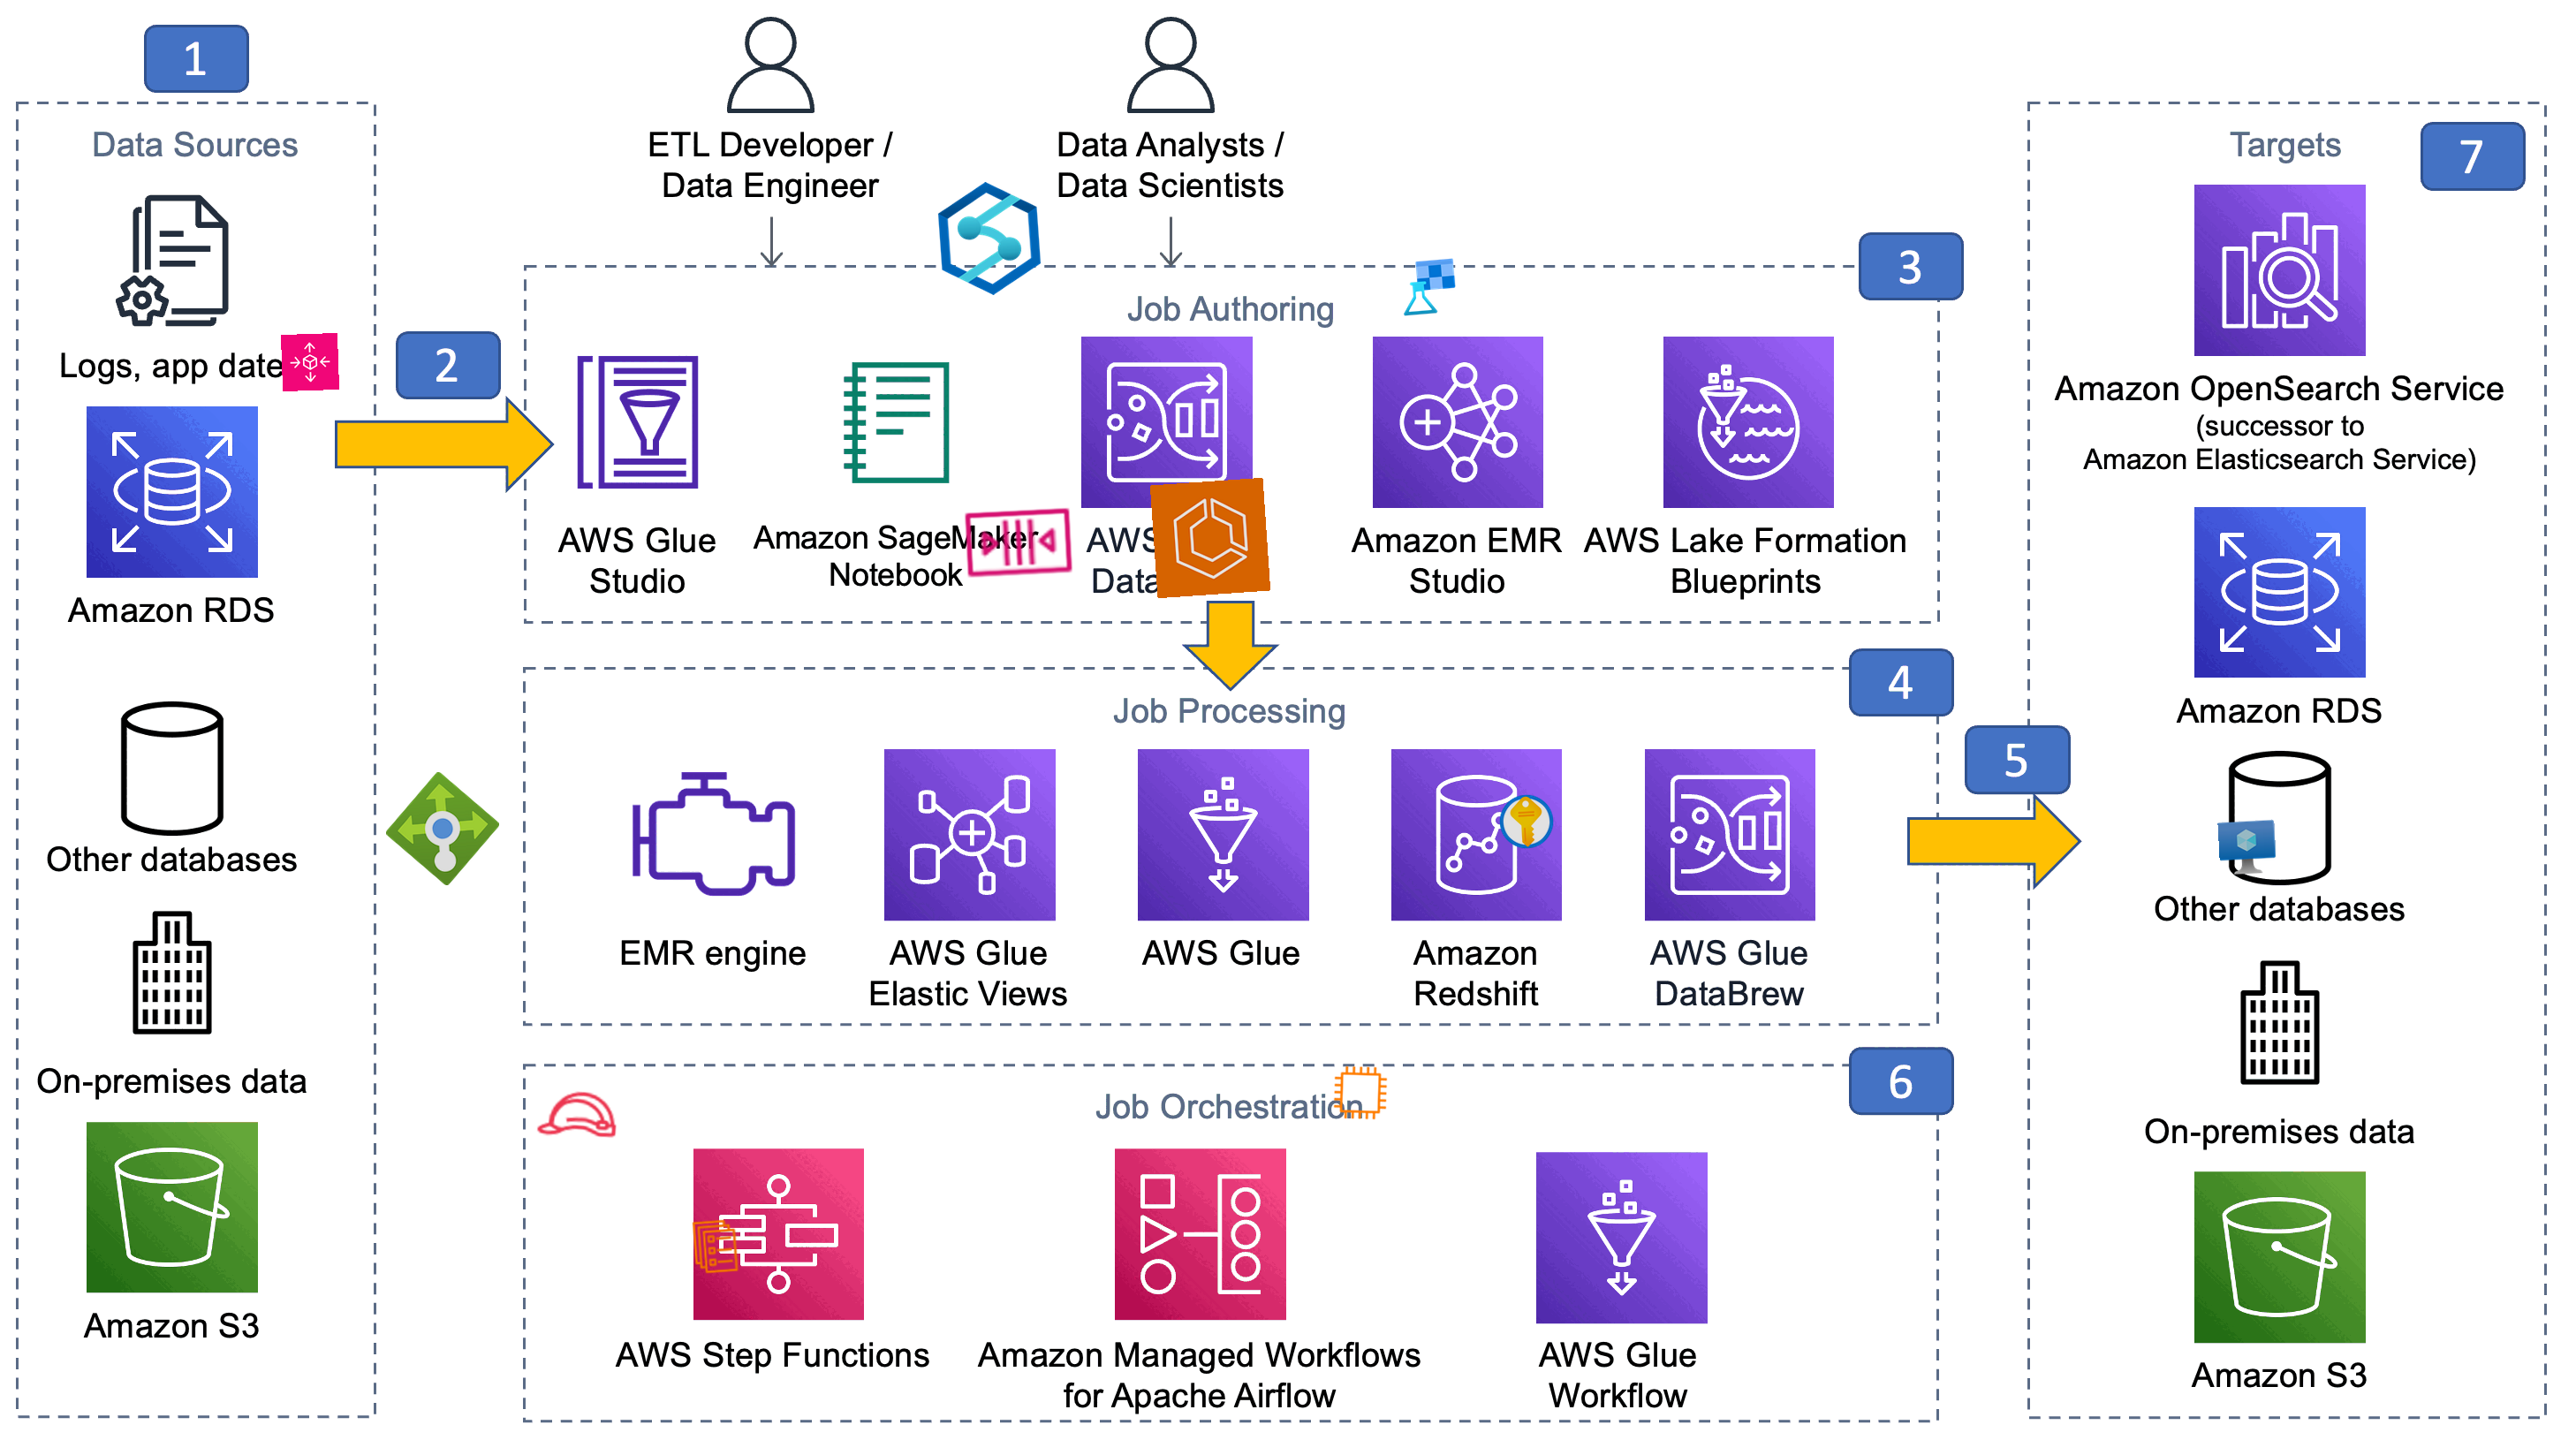 1
Data Sources
Logs, app date
Amazon RDS
Other databases
On-premises data
Amazon S3
2
ETL Developer /
Data Engineer
Data Analysts /
Data Scientists
3
Job Authoring
AWS Glue
Studio
Amazon SageMaker
Notebook
AWS
Data
Amazon EMR
Studio
AWS Lake Formation
Blueprints
4
Job Processing
EMR engine
AWS Glue
Elastic Views
AWS Glue
Amazon
Redshift
AWS Glue
DataBrew
5
6
Job Orchestration
AWS Step Functions
Amazon Managed Workflows
for Apache Airflow
AWS Glue
Workflow
7
Targets
Amazon OpenSearch Service
(successor to
Amazon Elasticsearch Service)
Amazon RDS
Other databases
On-premises data
Amazon S3